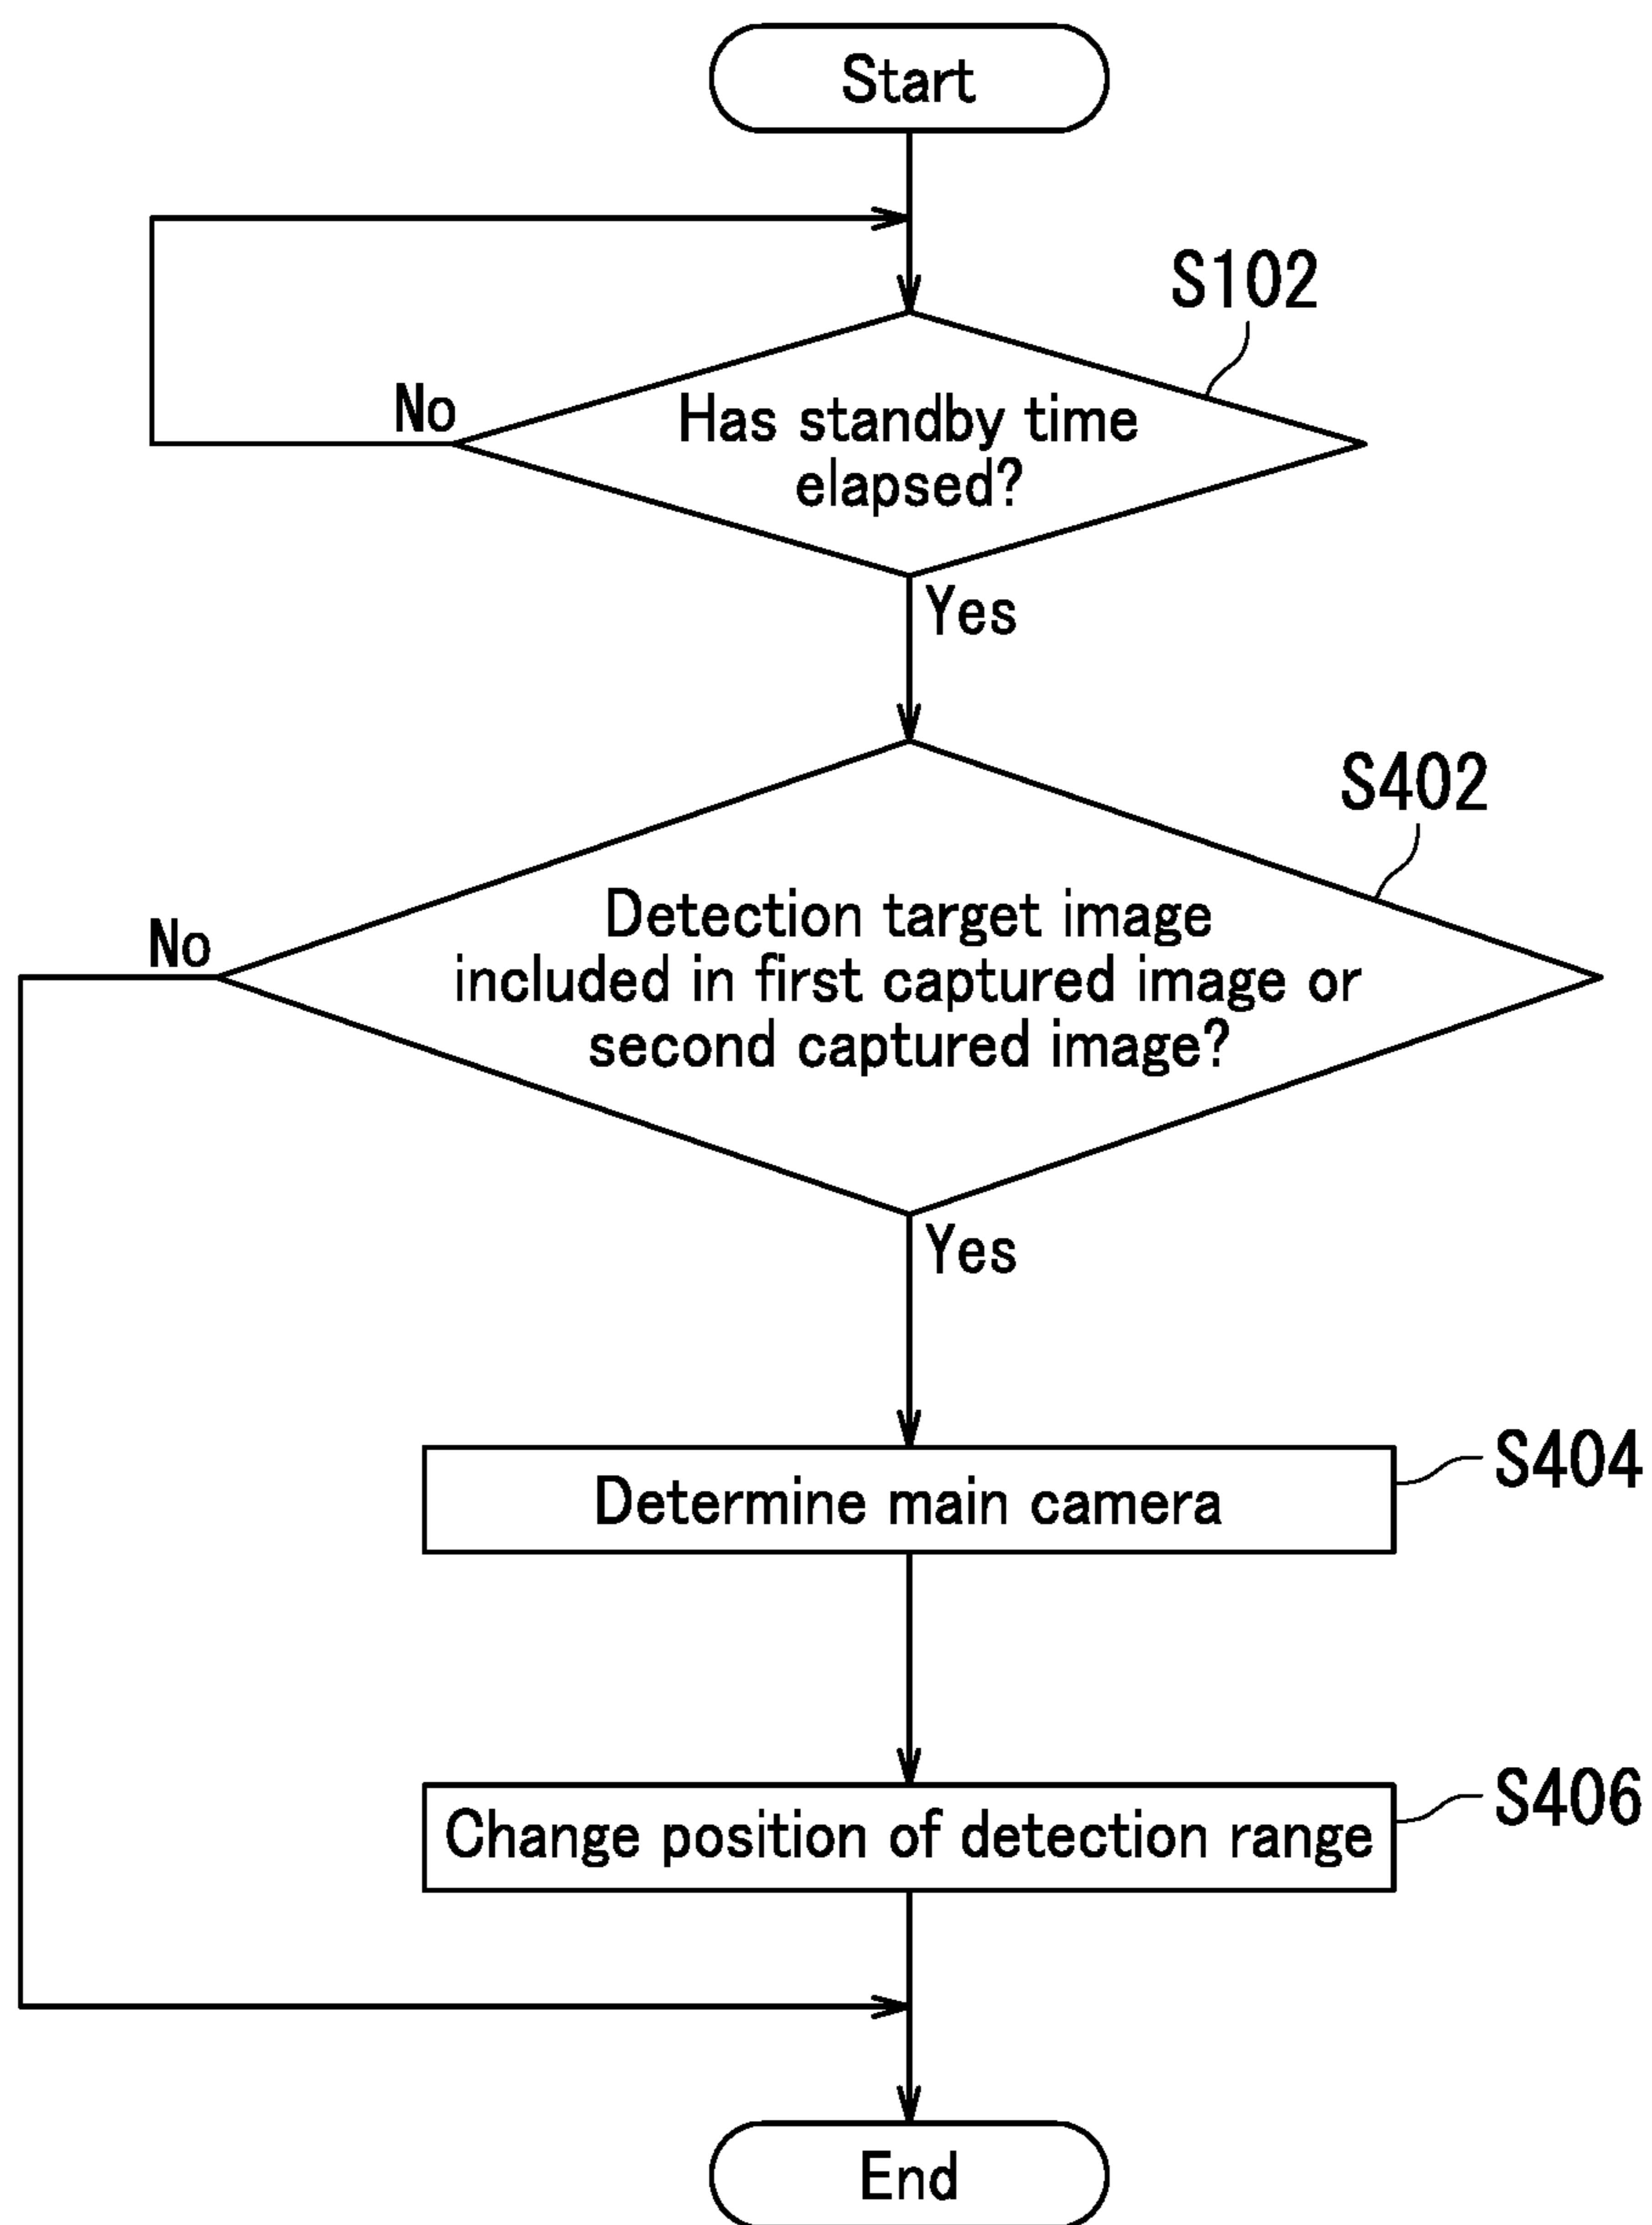 Start
S102
No
Has standby time
elapsed?
Yes
S402
No
Detection target image
included in first captured image or
second captured image?
Yes
Determine main camera
S404
Change position of detection range
S406
End